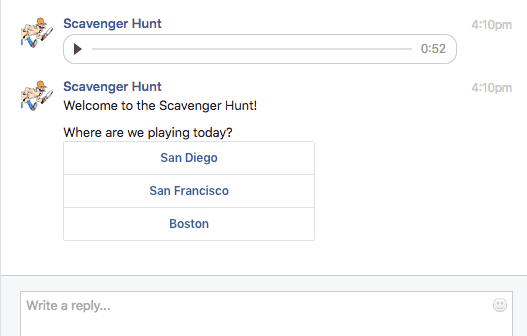 Scavenger Hunt 4:10pm
0:52
Scavenger Hunt 4:10pm
Welcome to the Scavenger Hunt!
Where are we playing today?
San Diego
San Francisco
Boston
Write a reply...